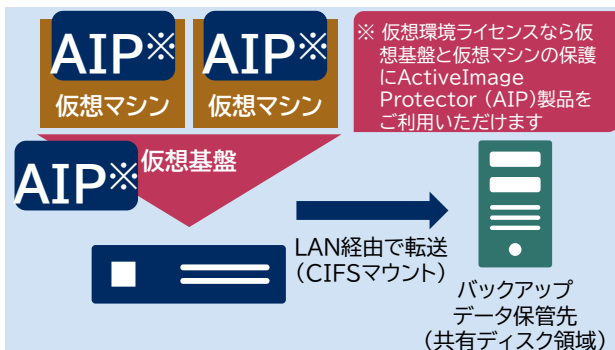 AIP※
AIP※
仮想マシン
仮想マシン
※ 仮想環境ライセンスなら仮
想基盤と仮想マシンの保護
にActiveImage
Protector (AIP)製品を
ご利用いただけます
仮想基盤
AIP※
LAN経由で転送
(CIFSマウント)
バックアップ
データ保管先
(共有ディスク領域)